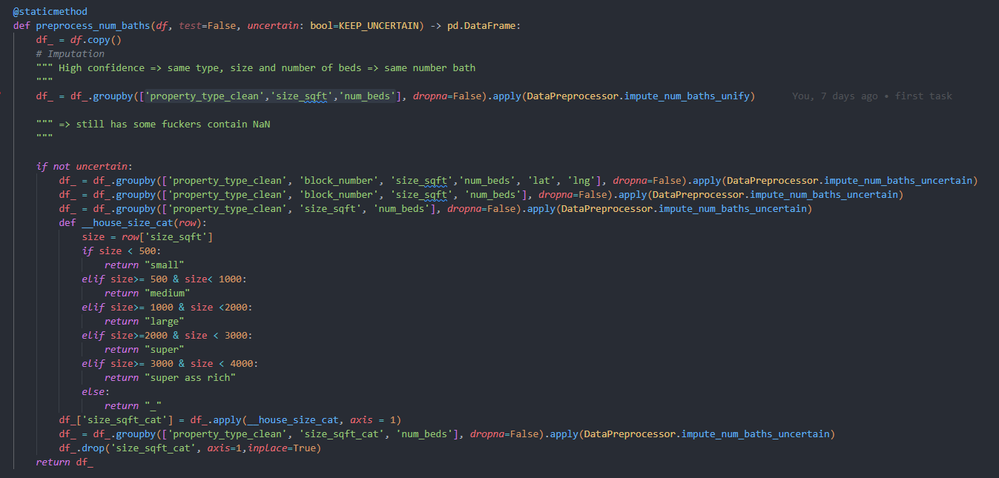 @staticmethod
def preprocess_num_baths(df, test=False, uncertain: bool=KEEP_UNCERTAIN) -> pd.DataFrame:
    df_ = df.copy()
    # Imputation
    """ High confidence => same type, size and number of beds => same number bath
    """
    df_ = df_.groupby(['property_type_clean','size_sqft','num_beds'], dropna=False).apply(DataPreprocessor.impute_num_baths_unify)      You, 7 days ago • first task
    """ => still has some fuckers contain NaN
    """
    if not uncertain:
        df_ = df_.groupby(['property_type_clean', 'block_number', 'size_sqft','num_beds', 'lat', 'lng'], dropna=False).apply(DataPreprocessor.impute_num_baths_uncertain)
        df_ = df_.groupby(['property_type_clean', 'block_number', 'size_sqft', 'num_beds'], dropna=False).apply(DataPreprocessor.impute_num_baths_uncertain)
        df_ = df_.groupby(['property_type_clean', 'size_sqft', 'num_beds'], dropna=False).apply(DataPreprocessor.impute_num_baths_uncertain)
        def __house_size_cat(row):
            size = row['size_sqft']
            if size < 500:
                return "small"
            elif size>= 500 & size< 1000:
                return "medium"
            elif size>= 1000 & size <2000:
                return "large"
            elif size>=2000 & size < 3000:
                return "super"
            elif size>= 3000 & size < 4000:
                return "super ass rich"
            else:
                return "_"
        df_['size_sqft_cat'] = df_.apply(__house_size_cat, axis = 1)
        df_ = df_.groupby(['property_type_clean', 'size_sqft_cat', 'num_beds'], dropna=False).apply(DataPreprocessor.impute_num_baths_uncertain)
        df_.drop('size_sqft_cat', axis=1,inplace=True)
    return df_